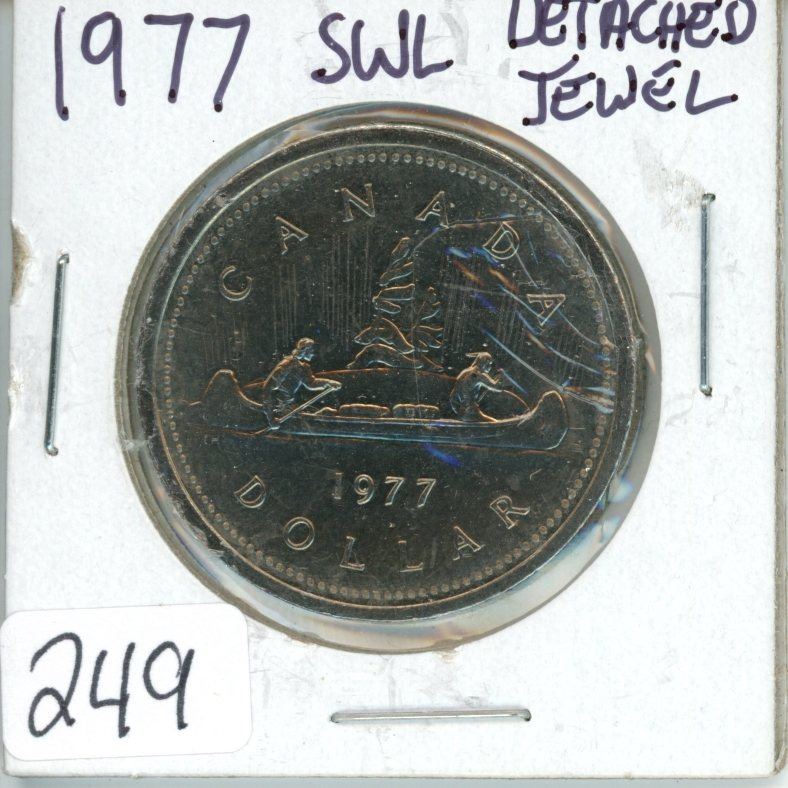 1977 SWL DETACHED
JEWEL
CANADA
1977
DOLLAR
249